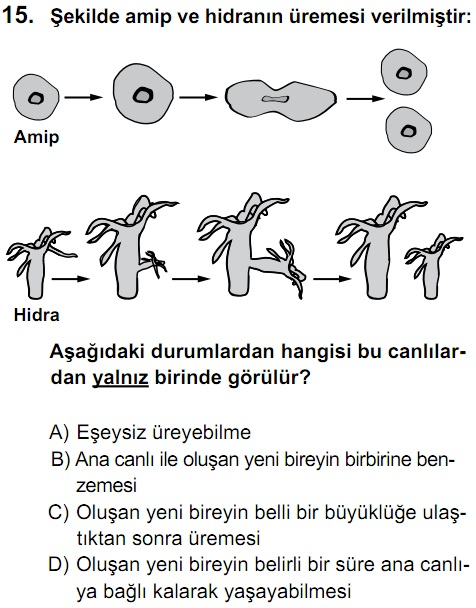 15. Şekilde amip ve hidranın üremesi verilmiştir:
Amip
Hidra
Aşağıdaki durumlardan hangisi bu canlılar-
dan yalnız birinde görülür?
A) Eşeysiz üreyebilme
B) Ana canlı ile oluşan yeni bireyin birbirine ben-
zemesi
C) Oluşan yeni bireyin belli bir büyüklüğe ulaş-
tıktan sonra üremesi
D) Oluşan yeni bireyin belirli bir süre ana canlı-
ya bağlı kalarak yaşayabilmesi